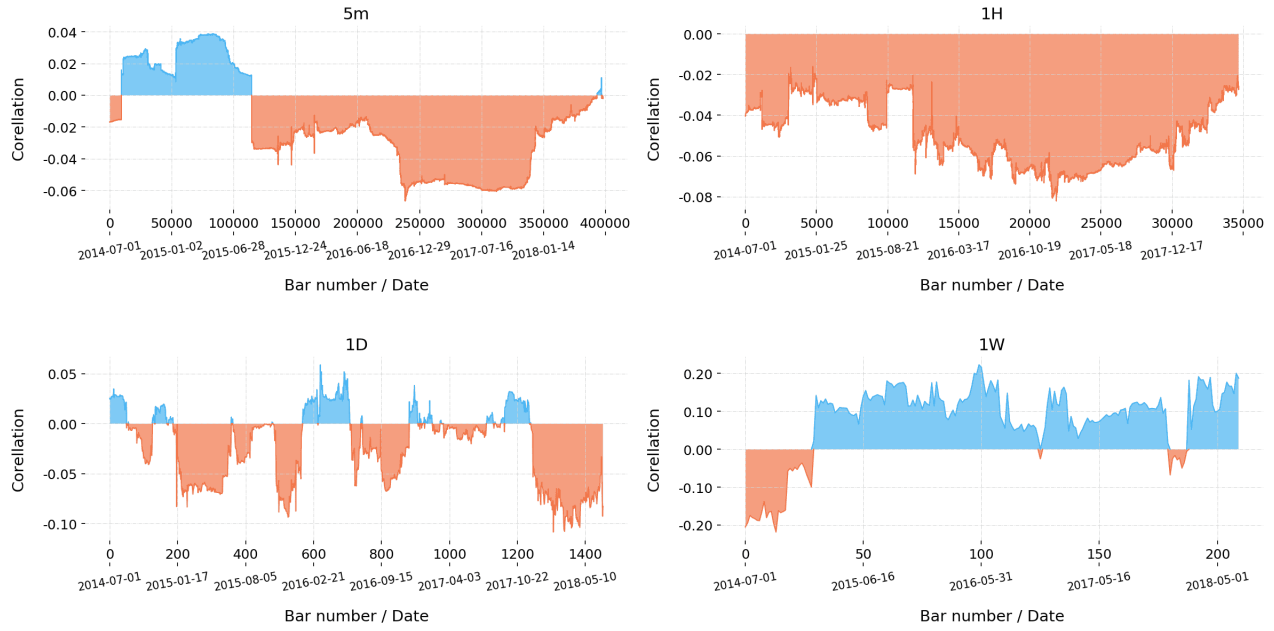 5m
0.04
0.02
0.00
-0.02
-0.04
-0.06
Corellation
0 50000 100000 150000 200000 250000 300000 350000 400000
2014-07-01 2015-01-02 2015-06-28 2015-12-24 2016-06-18 2016-12-29 2017-07-16 2018-01-14
Bar number / Date
1H
0.00
-0.02
-0.04
-0.06
-0.08
Corellation
0 5000 10000 15000 20000 25000 30000 35000
2014-07-01 2015-01-25 2015-08-21 2016-03-17 2016-10-19 2017-05-18 2017-12-17
Bar number / Date
1D
0.05
0.00
-0.05
-0.10
Corellation
0 200 400 600 800 1000 1200 1400
2014-07-01 2015-01-17 2015-08-05 2016-02-21 2016-09-15 2017-04-03 2017-10-22 2018-05-10
Bar number / Date
1W
0.20
0.10
0.00
-0.10
-0.20
Corellation
0 50 100 150 200
2014-07-01 2015-06-16 2016-05-31 2017-05-16 2018-05-01
Bar number / Date